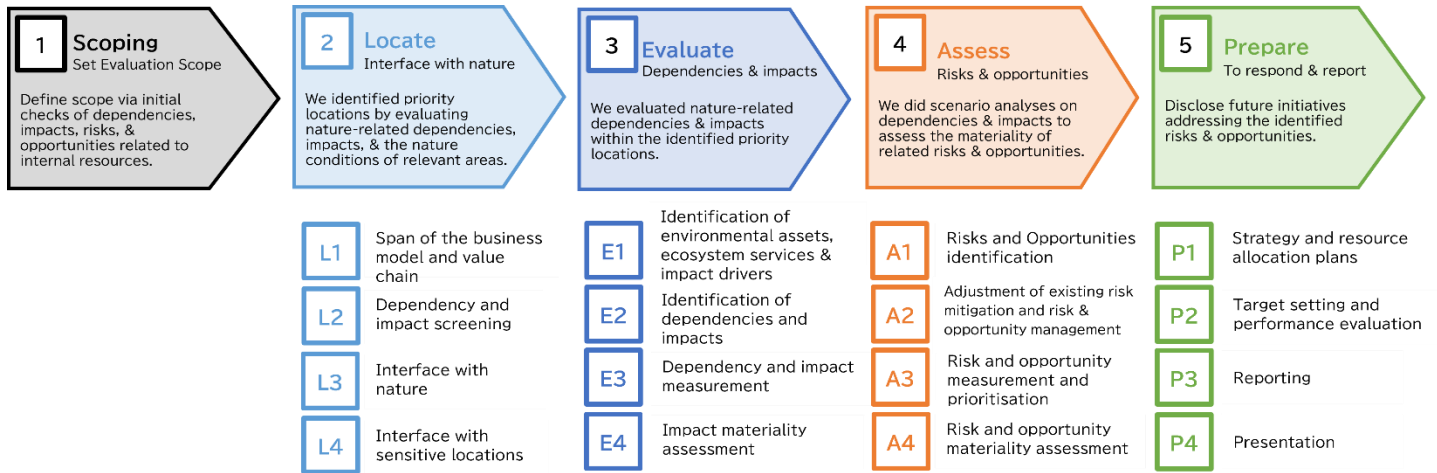 1
Scoping
Set Evaluation Scope
Define scope via initial
checks of dependencies,
impacts, risks, &
opportunities related to
internal resources.
2
Locate
Interface with nature
We identified priority
locations by evaluating
nature-related dependencies,
impacts, & the nature
conditions of relevant areas.
3
Evaluate
Dependencies & impacts
We evaluated nature-related
dependencies & impacts
within the identified priority
locations.
4
Assess
Risks & opportunities
We did scenario analyses on
dependencies & impacts to
assess the materiality of
related risks & opportunities.
5
Prepare
To respond & report
Disclose future initiatives
addressing the identified
risks & opportunities.
L1
Span of the business
model and value
chain
L2
Dependency and
impact screening
L3
Interface with
nature
L4
Interface with
sensitive locations
E1
Identification of
environmental assets,
ecosystem services &
impact drivers
E2
Identification of
dependencies and
impacts
E3
Dependency and impact
measurement
E4
Impact materiality
assessment
A1
Risks and Opportunities
identification
A2
Adjustment of existing risk
mitigation and risk &
opportunity management
A3
Risk and opportunity
measurement and
prioritisation
A4
Risk and opportunity
materiality assessment
P1
Strategy and resource
allocation plans
P2
Target setting and
performance evaluation
P3
Reporting
P4
Presentation